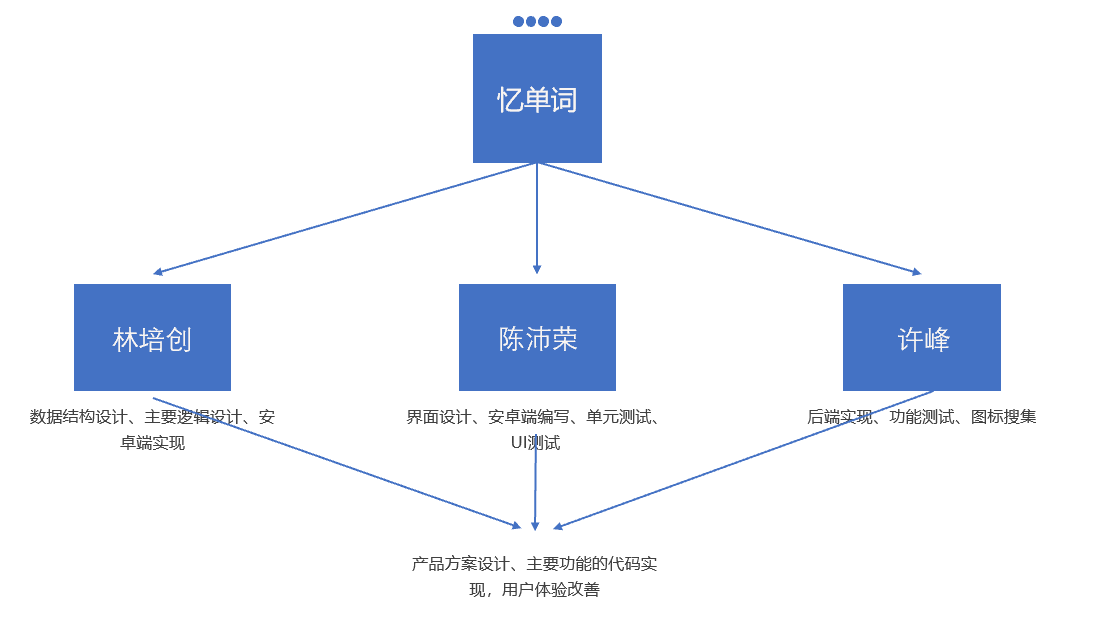 忆单词
林培创
陈沛荣
许峰
数据结构设计、主要逻辑设计、安
卓端实现
界面设计、安卓端编写、单元测试、
UI测试
后端实现、功能测试、图标搜集
产品方案设计、主要功能的代码实
现，用户体验改善